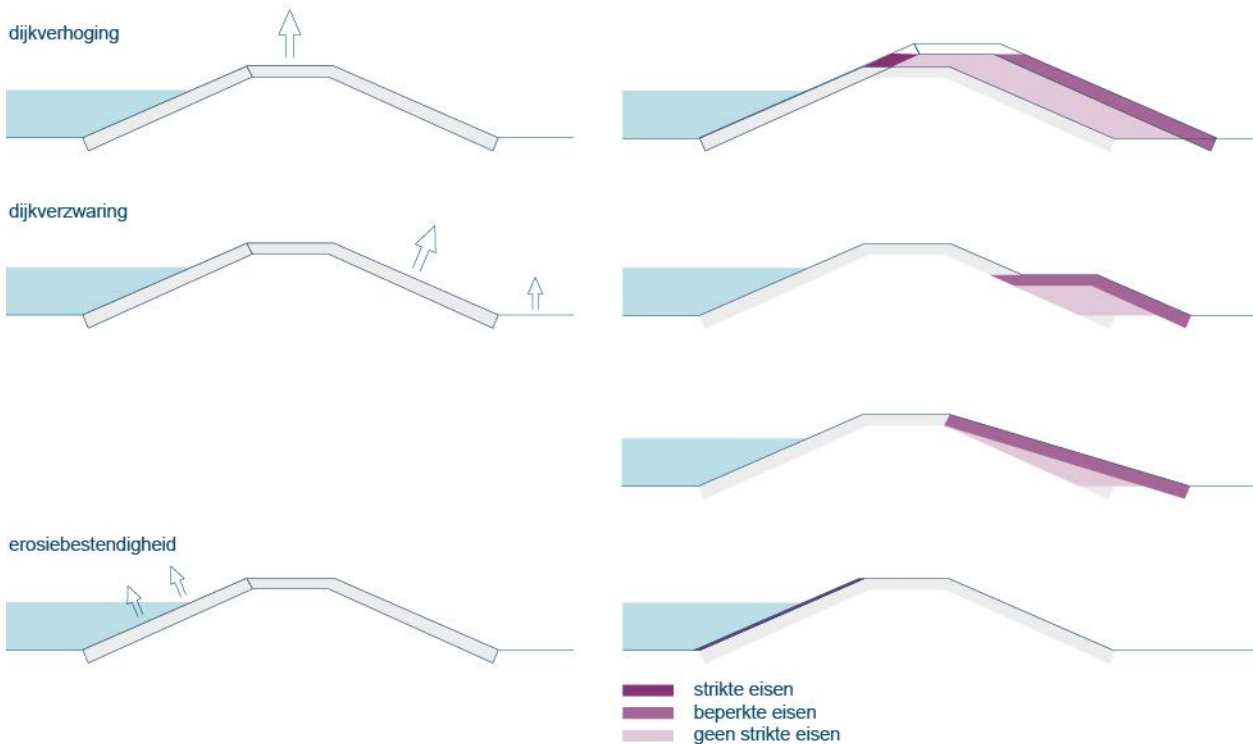 dijkverhoging
dijkverzwaring
erosiebestendigheid
strikte eisen
beperkte eisen
geen strikte eisen